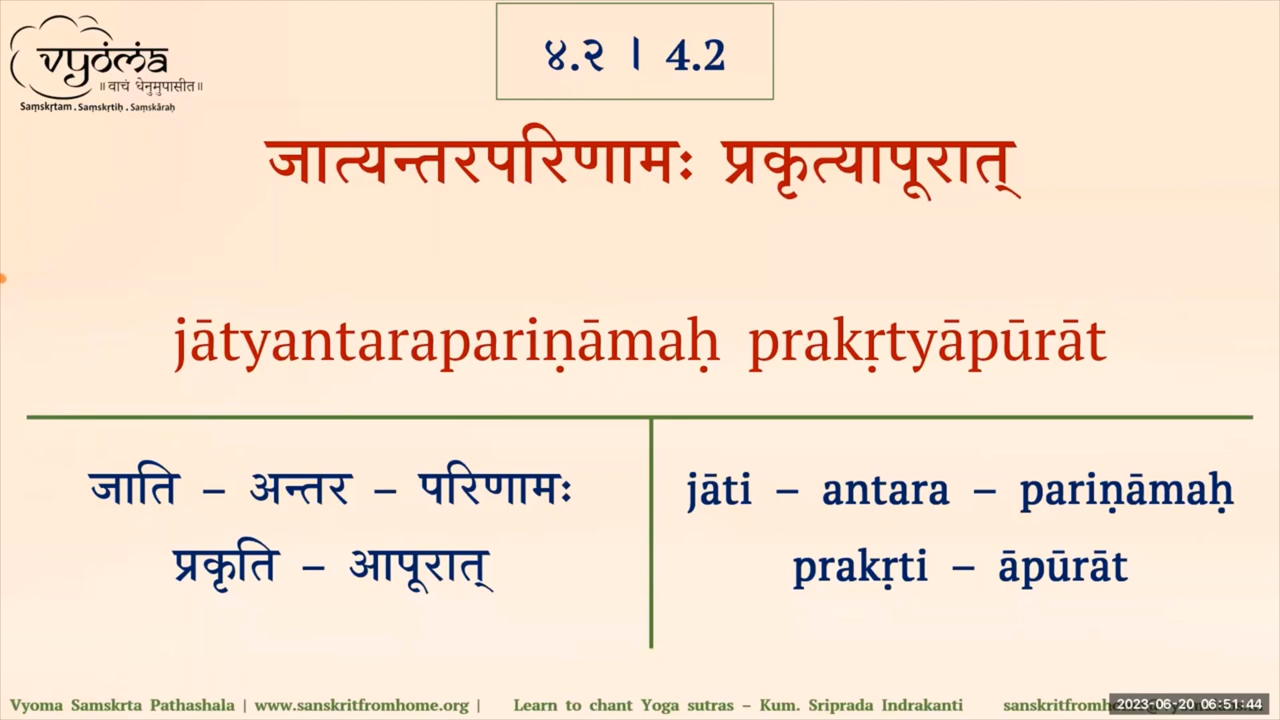 vyoma
॥ वाचं धेनुमुपासीत॥
Saṃskṛtam . Saṃskṛtiḥ . Saṃskāraḥ
४.२ । 4.2
जात्यन्तरपरिणामः प्रकृत्यापूरात्
jātyantarapariṇāmaḥ prakṛtyāpūrāt
जाति – अन्तर – परिणामः
प्रकृति – आपूरात्
jāti – antara – pariṇāmaḥ
prakṛti – āpūrāt
Vyoma Samskrta Pathashala | www.sanskritfromhome.org | Learn to chant Yoga sutras – Kum. Sriprada Indrakanti
2023-06-20 06:51:44